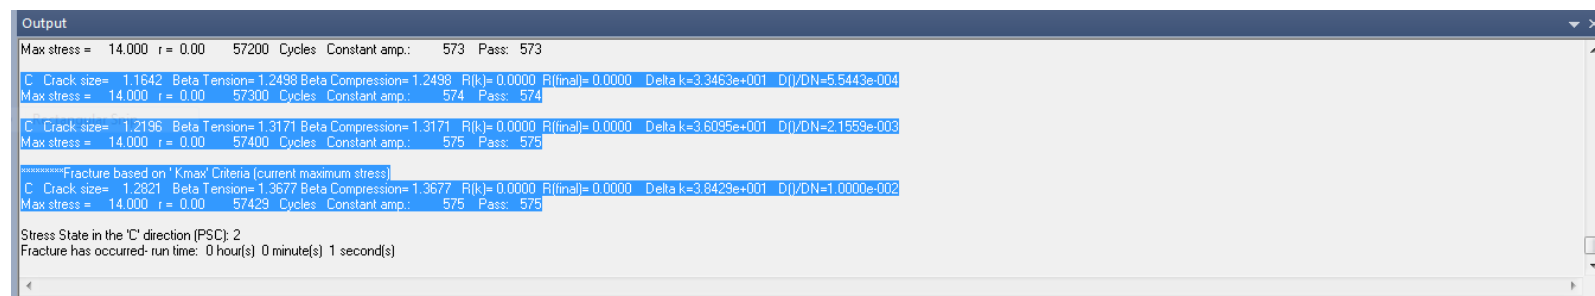 Output
Max stress = 14.000 r = 0.00 57200 Cycles Constant amp.: 573 Pass: 573
C Crack size= 1.1642 Beta Tension= 1.2498 Beta Compression= 1.2498 R(k)= 0.0000 R(final)= 0.0000 Delta k=3.3463e+001 D()/DN=5.5443e-004
Max stress = 14.000 r = 0.00 57300 Cycles Constant amp.: 574 Pass: 574
C Crack size= 1.2196 Beta Tension= 1.3171 Beta Compression= 1.3171 R(k)= 0.0000 R(final)= 0.0000 Delta k=3.6095e+001 D()/DN=2.1559e-003
Max stress = 14.000 r = 0.00 57400 Cycles Constant amp.: 575 Pass: 575
*********Fracture based on ' Kmax' Criteria (current maximum stress)
C Crack size= 1.2821 Beta Tension= 1.3677 Beta Compression= 1.3677 R(k)= 0.0000 R(final)= 0.0000 Delta k=3.8429e+001 D()/DN=1.0000e-002
Max stress = 14.000 r = 0.00 57429 Cycles Constant amp.: 575 Pass: 575
Stress State in the 'C' direction (PSC): 2
Fracture has occurred- run time: 0 hour(s) 0 minute(s) 1 second(s)